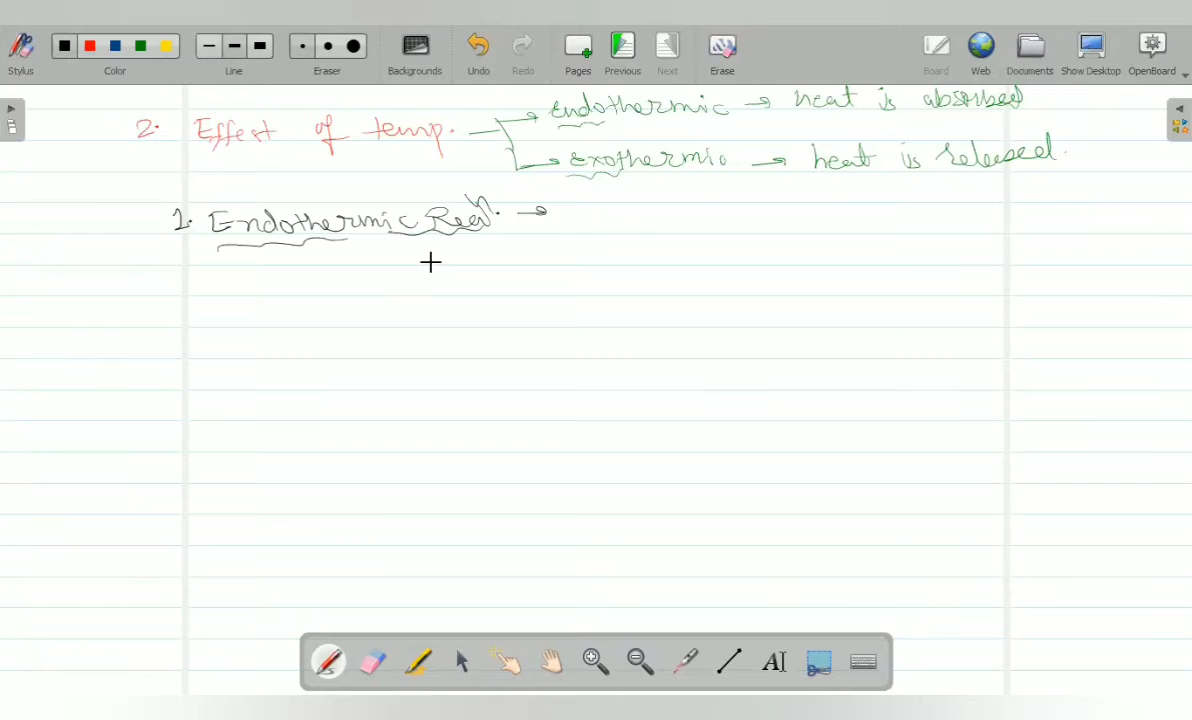 Stylus Color Line Eraser Backgrounds Undo Redo Pages Previous Next Erase Board Web Documents Show Desktop OpenBoard
endothermic → heat is absorbed
2. Effect of temp.
exothermic → heat is released.
1. Endothermic Reacⁿ. →